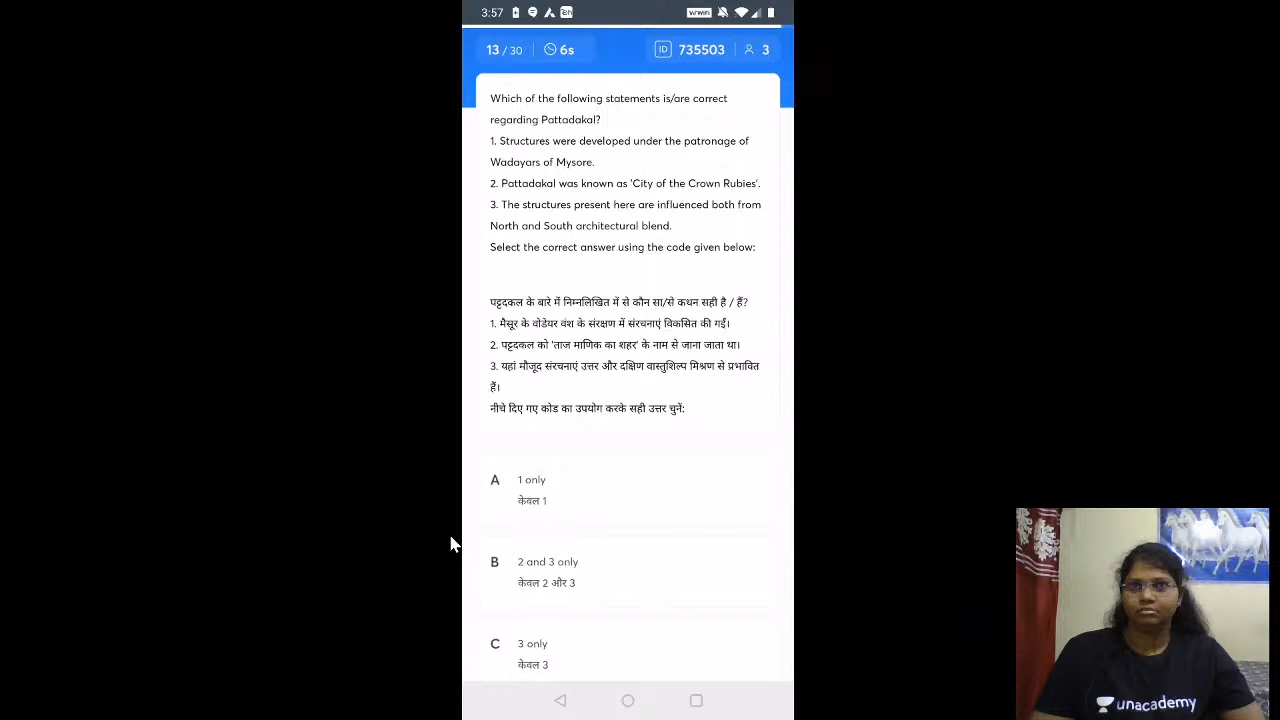 3:57
13 / 30
6s
ID 735503
3
Which of the following statements is/are correct
regarding Pattadakal?
1. Structures were developed under the patronage of
Wadayars of Mysore.
2. Pattadakal was known as 'City of the Crown Rubies'.
3. The structures present here are influenced both from
North and South architectural blend.
Select the correct answer using the code given below:
पट्टदकल के बारे में निम्नलिखित में से कौन सा/से कथन सही है / हैं?
1. मैसूर के वोडेयर वंश के संरक्षण में संरचनाएं विकसित की गईं।
2. पट्टदकल को 'ताज माणिक का शहर' के नाम से जाना जाता था।
3. यहां मौजूद संरचनाएं उत्तर और दक्षिण वास्तुशिल्प मिश्रण से प्रभावित
हैं।
नीचे दिए गए कोड का उपयोग करके सही उत्तर चुनें:
A 1 only
केवल 1
B 2 and 3 only
केवल 2 और 3
C 3 only
केवल 3
unacademy